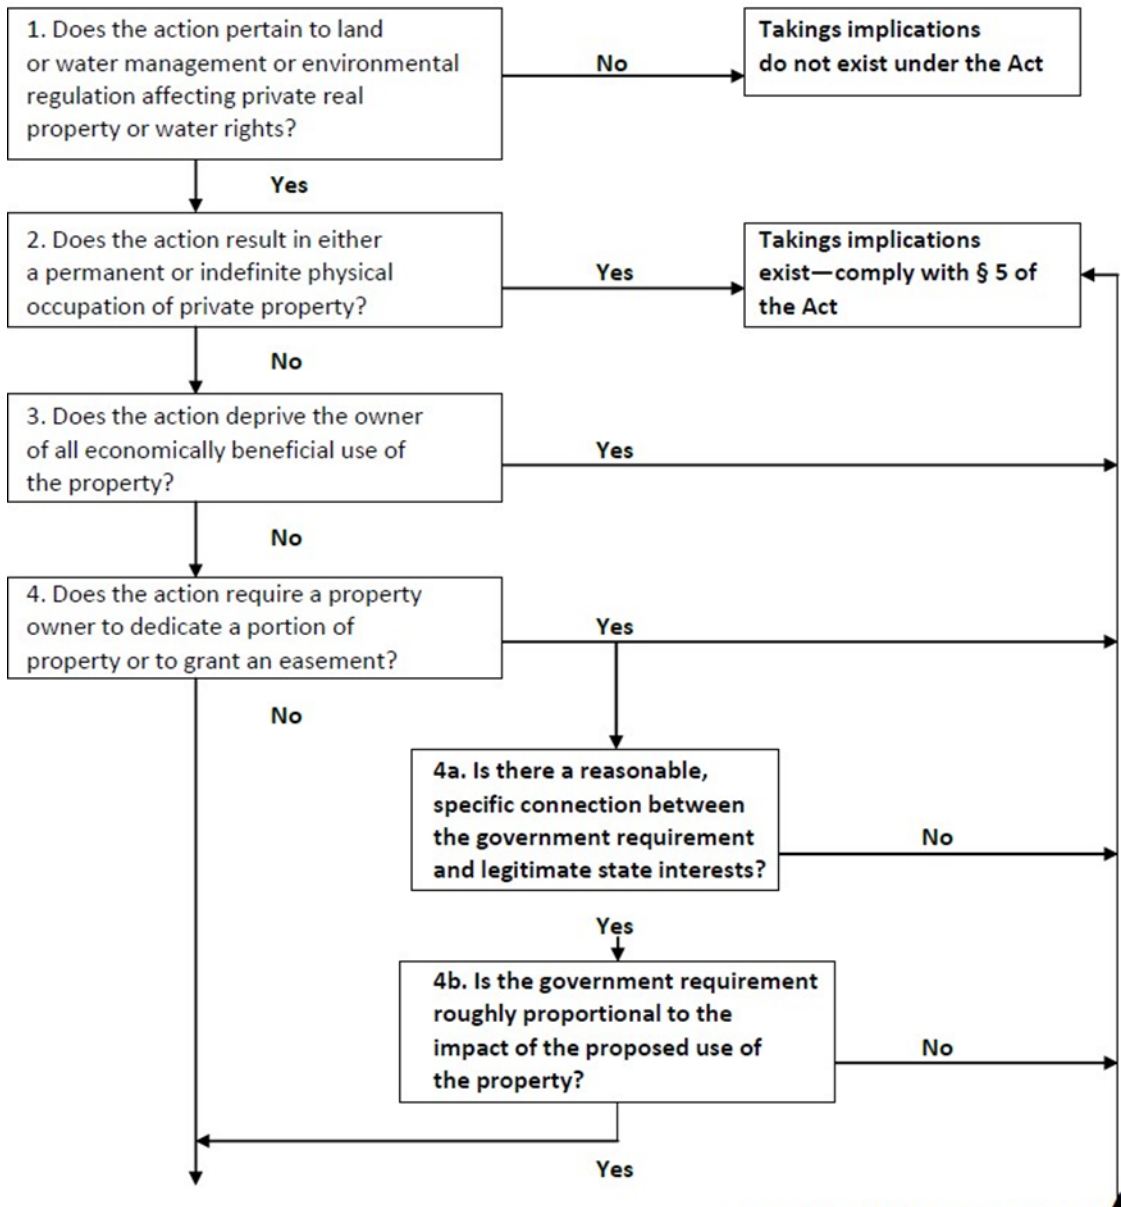 1. Does the action pertain to land
or water management or environmental
regulation affecting private real
property or water rights?
No
Takings implications
do not exist under the Act
Yes
2. Does the action result in either
a permanent or indefinite physical
occupation of private property?
Yes
Takings implications
exist—comply with § 5 of
the Act
No
3. Does the action deprive the owner
of all economically beneficial use of
the property?
Yes
No
4. Does the action require a property
owner to dedicate a portion of
property or to grant an easement?
Yes
No
4a. Is there a reasonable,
specific connection between
the government requirement
and legitimate state interests?
No
Yes
4b. Is the government requirement
roughly proportional to the
impact of the proposed use of
the property?
No
Yes